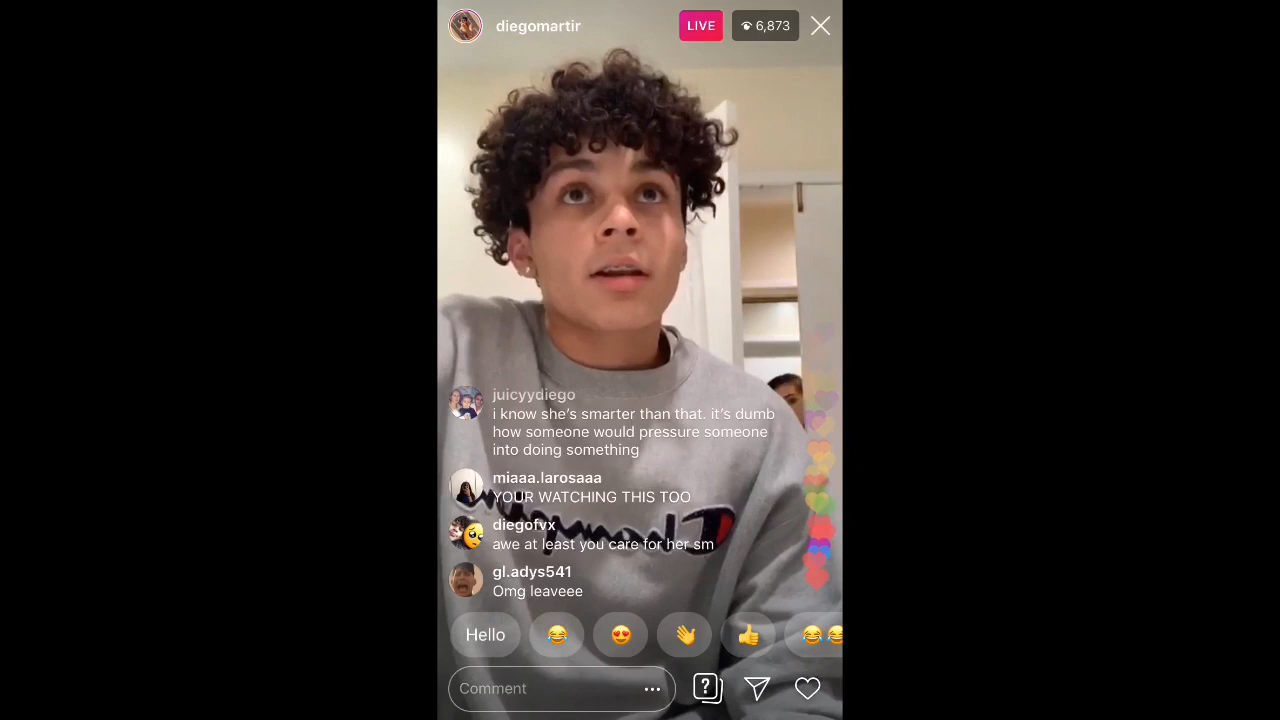 diegomartir
LIVE
6,873
juicyydiego
i know she's smarter than that. it's dumb
how someone would pressure someone
into doing something
miaaa.larosaaa
YOUR WATCHING THIS TOO
Champion
diegofvx
awe at least you care for her sm
gl.adys541
Omg leaveee
Hello
Comment